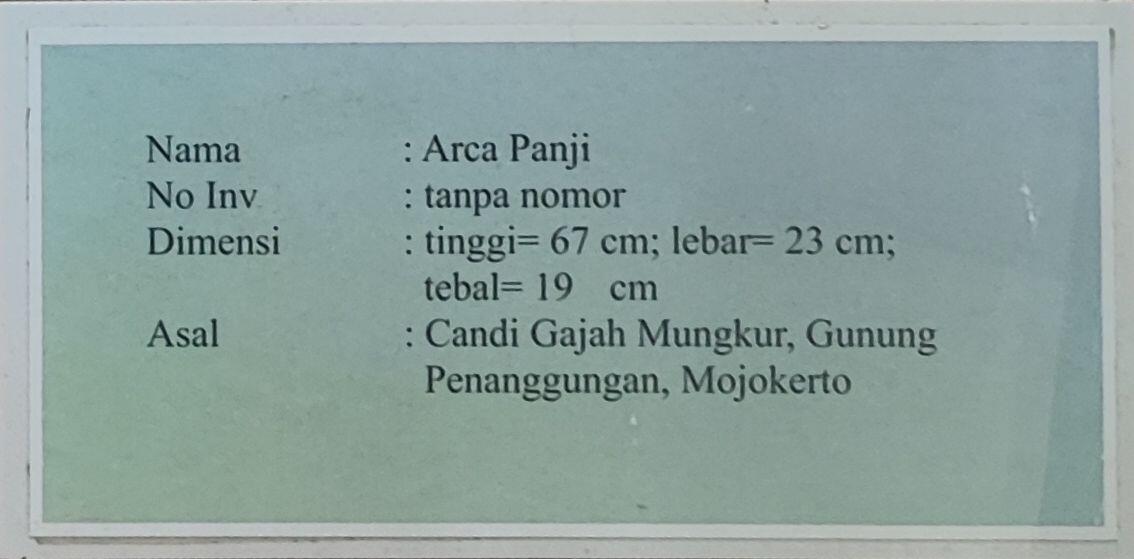 Nama : Arca Panji
No Inv : tanpa nomor
Dimensi : tinggi= 67 cm; lebar= 23 cm;
tebal= 19 cm
Asal : Candi Gajah Mungkur, Gunung
Penanggungan, Mojokerto